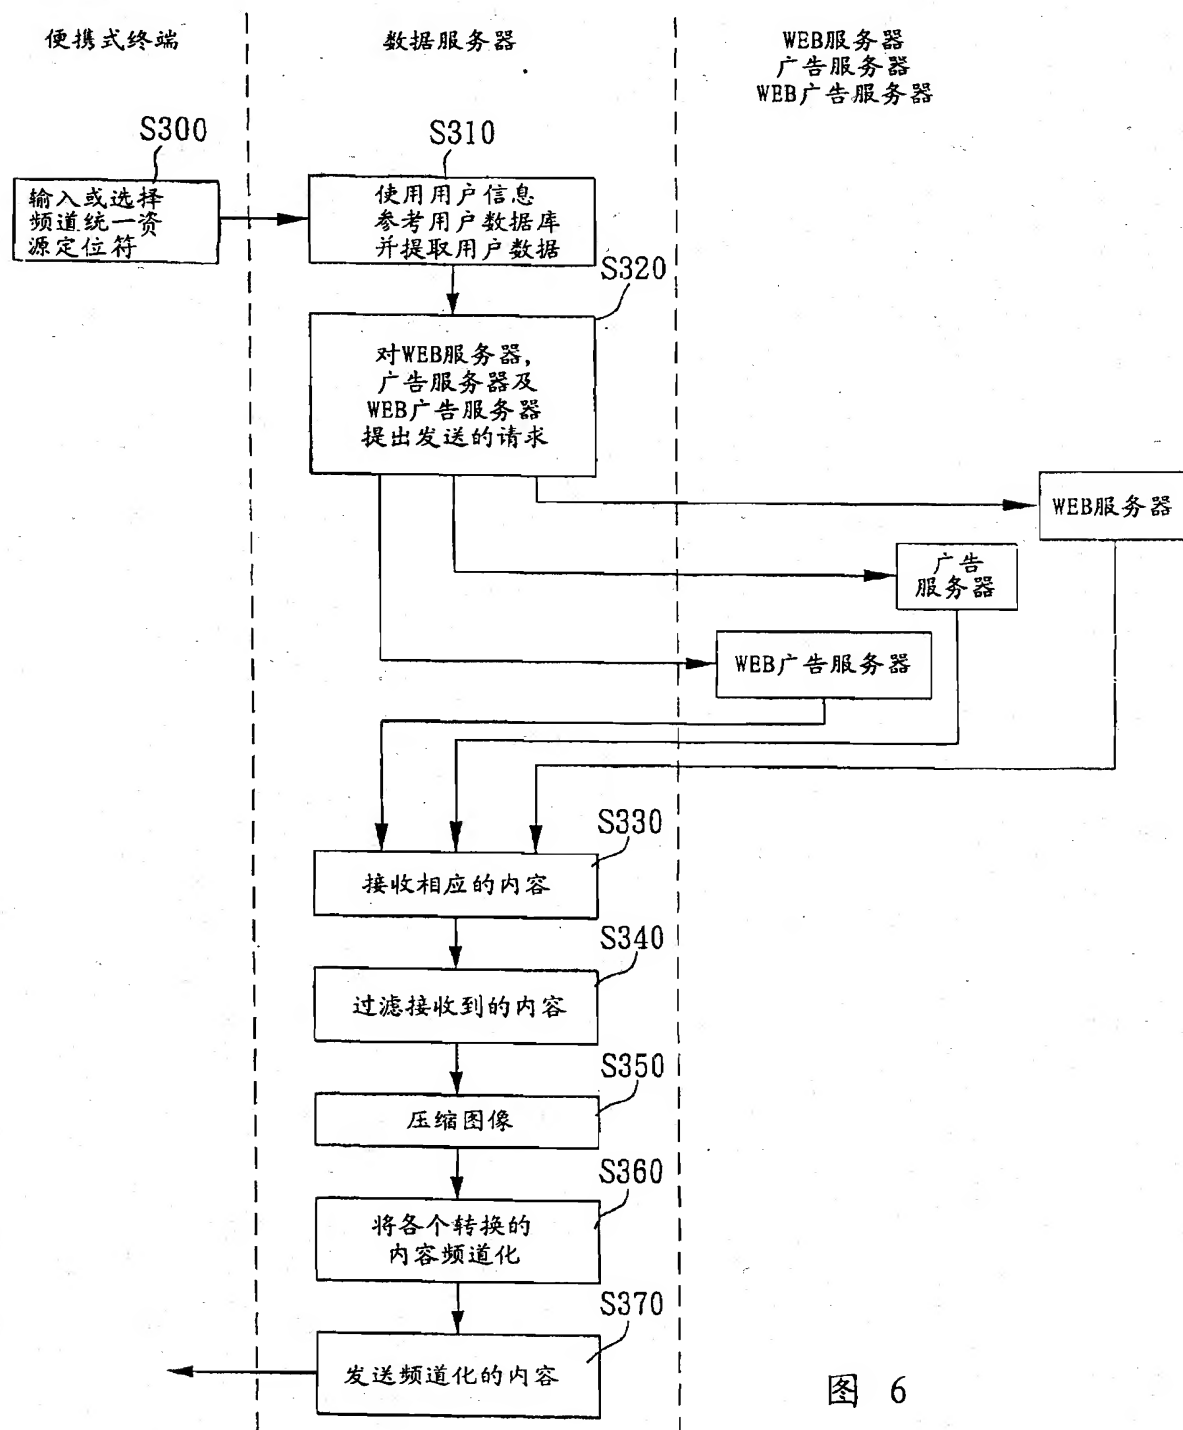 便携式终端
数据服务器
WEB服务器
广告服务器
WEB广告服务器
S300
输入或选择
频道统一资
源定位符
S310
使用用户信息
参考用户数据库
并提取用户数据
S320
对WEB服务器,
广告服务器及
WEB广告服务器
提出发送的请求
WEB服务器
广告
服务器
WEB广告服务器
S330
接收相应的内容
S340
过滤接收到的内容
S350
压缩图像
S360
将各个转换的
内容频道化
S370
发送频道化的内容
图 6